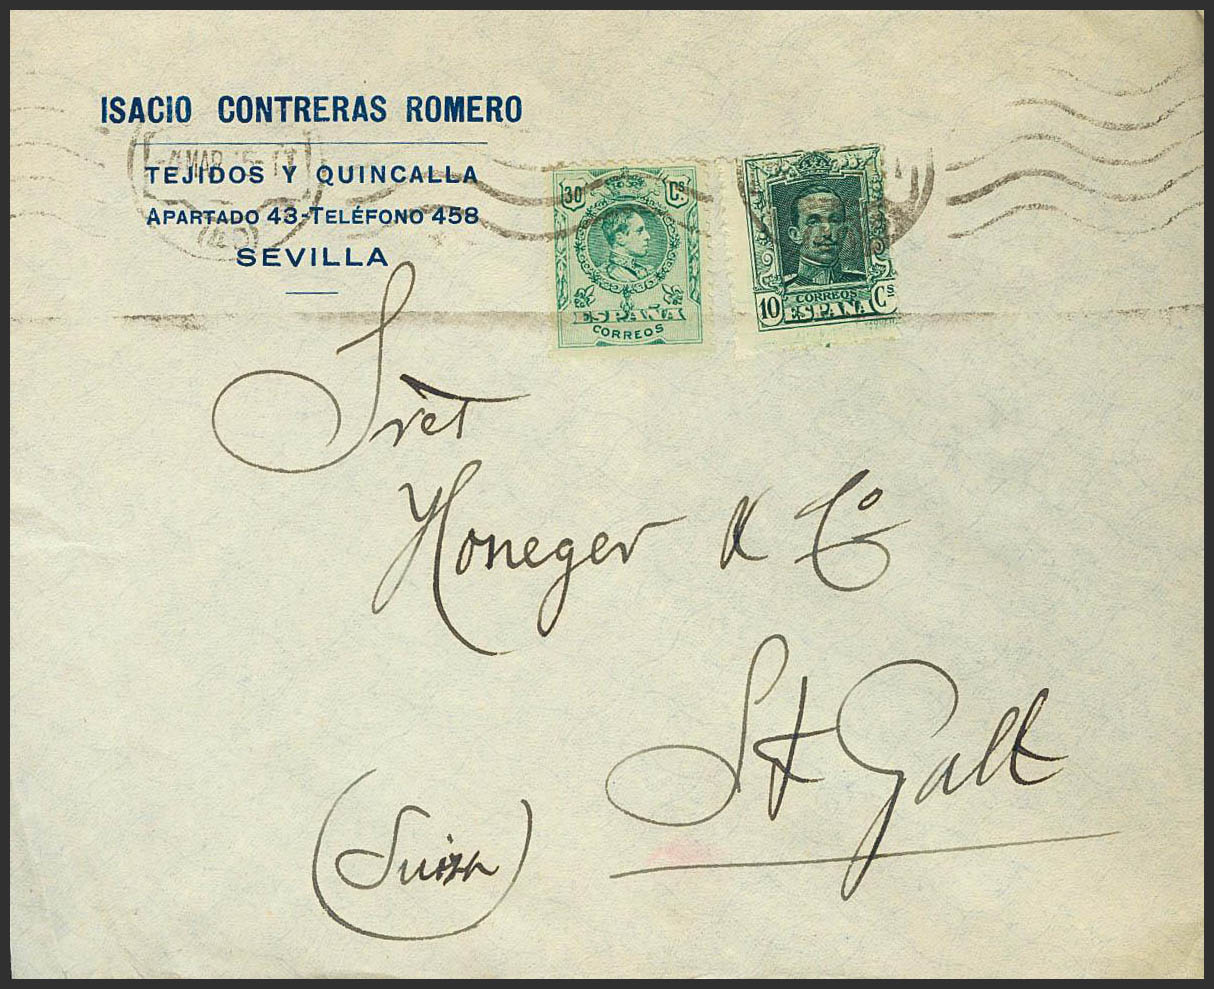 ISACIO CONTRERAS ROMERO
TEJIDOS Y QUINCALLA
APARTADO 43-TELÉFONO 458
SEVILLA
30 Cs
ESPAÑA
CORREOS
10 CORREOS Cs
ESPAÑA
Sret
Honeger & Co
St Gall
(Suiza)